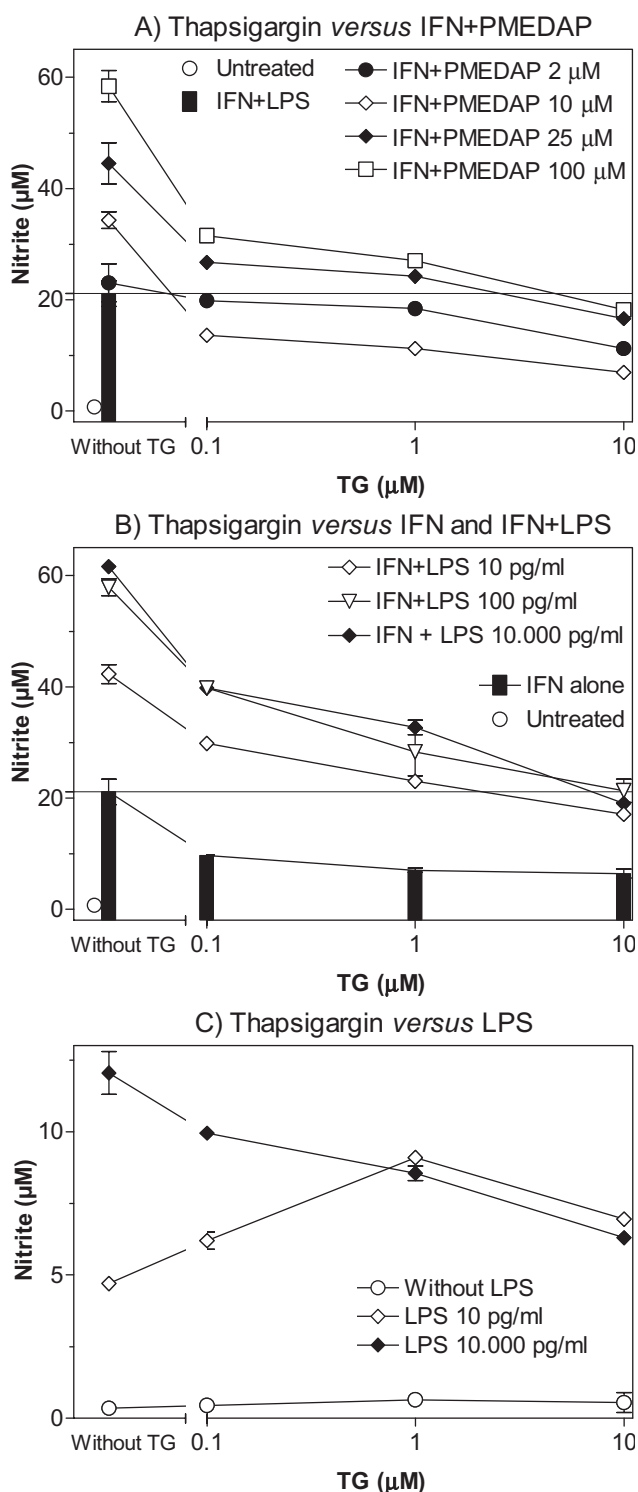 A) Thapsigargin versus IFN+PMEDAP
60
40
20
0
Nitrite (μM)
Untreated
IFN+LPS
IFN+PMEDAP 2 μM
IFN+PMEDAP 10 μM
IFN+PMEDAP 25 μM
IFN+PMEDAP 100 μM
Without TG 0.1 1 10
TG (μM)
B) Thapsigargin versus IFN and IFN+LPS
60
40
20
0
Nitrite (μM)
IFN+LPS 10 pg/ml
IFN+LPS 100 pg/ml
IFN + LPS 10.000 pg/ml
IFN alone
Untreated
Without TG 0.1 1 10
TG (μM)
C) Thapsigargin versus LPS
10
5
0
Nitrite (μM)
Without LPS
LPS 10 pg/ml
LPS 10.000 pg/ml
Without TG 0.1 1 10
TG (μM)